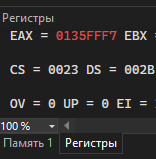 Регистры
EAX = 0135FFF7 EBX =
CS = 0023 DS = 002B
OV = 0 UP = 0 EI =
100 %
Память 1 Регистры